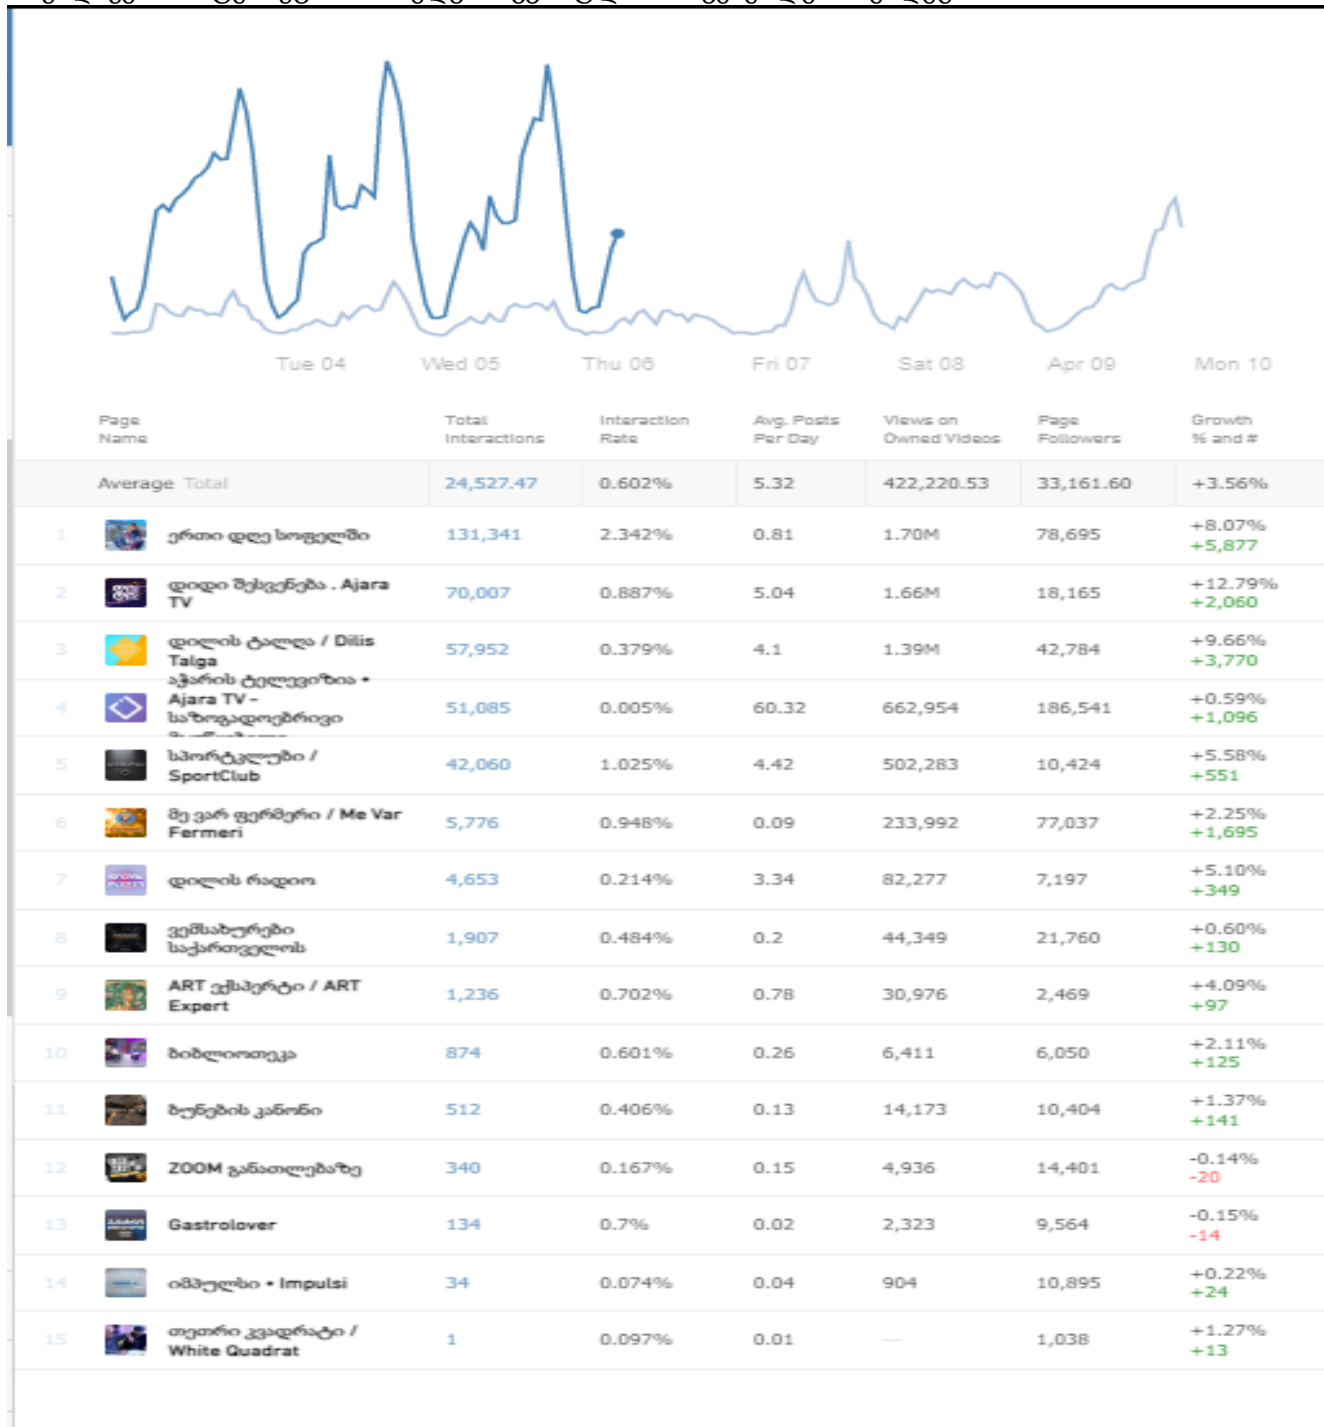 Tue 04 Wed 05 Thu 06 Fri 07 Sat 08 Apr 09 Mon 10
Page Name Total Interactions Interaction Rate Avg. Posts Per Day Views on Owned Videos Page Followers Growth % and #
Average Total 24,527.47 0.602% 5.32 422,220.53 33,161.60 +3.56%
1 ერთი დღე სოფელში 131,341 2.342% 0.81 1.70M 78,695 +8.07% +5,877
2 დიდი შესვენება . Ajara TV 70,007 0.887% 5.04 1.66M 18,165 +12.79% +2,060
3 დილის ტალღა / Dilis Talga 57,952 0.379% 4.1 1.39M 42,784 +9.66% +3,770
4 აჭარის ტელევიზია • Ajara TV - საზოგადოებრივი 51,085 0.005% 60.32 662,954 186,541 +0.59% +1,096
5 სპორტკლუბი / SportClub 42,060 1.025% 4.42 502,283 10,424 +5.58% +551
6 მე ვარ ფერმერი / Me Var Fermeri 5,776 0.948% 0.09 233,992 77,037 +2.25% +1,695
7 დილის რადიო 4,653 0.214% 3.34 82,277 7,197 +5.10% +349
8 ვემსახურები საქართველოს 1,907 0.484% 0.2 44,349 21,760 +0.60% +130
9 ART ექსპერტი / ART Expert 1,236 0.702% 0.78 30,976 2,469 +4.09% +97
10 ბიბლიოთეკა 874 0.601% 0.26 6,411 6,050 +2.11% +125
11 ბუნების კანონი 512 0.406% 0.13 14,173 10,404 +1.37% +141
12 ZOOM განათლებაზე 340 0.167% 0.15 4,936 14,401 -0.14% -20
13 Gastrolover 134 0.7% 0.02 2,323 9,564 -0.15% -14
14 იმპულსი • Impulsi 34 0.074% 0.04 904 10,895 +0.22% +24
15 თეთრი კვადრატი / White Quadrat 1 0.097% 0.01 — 1,038 +1.27% +13